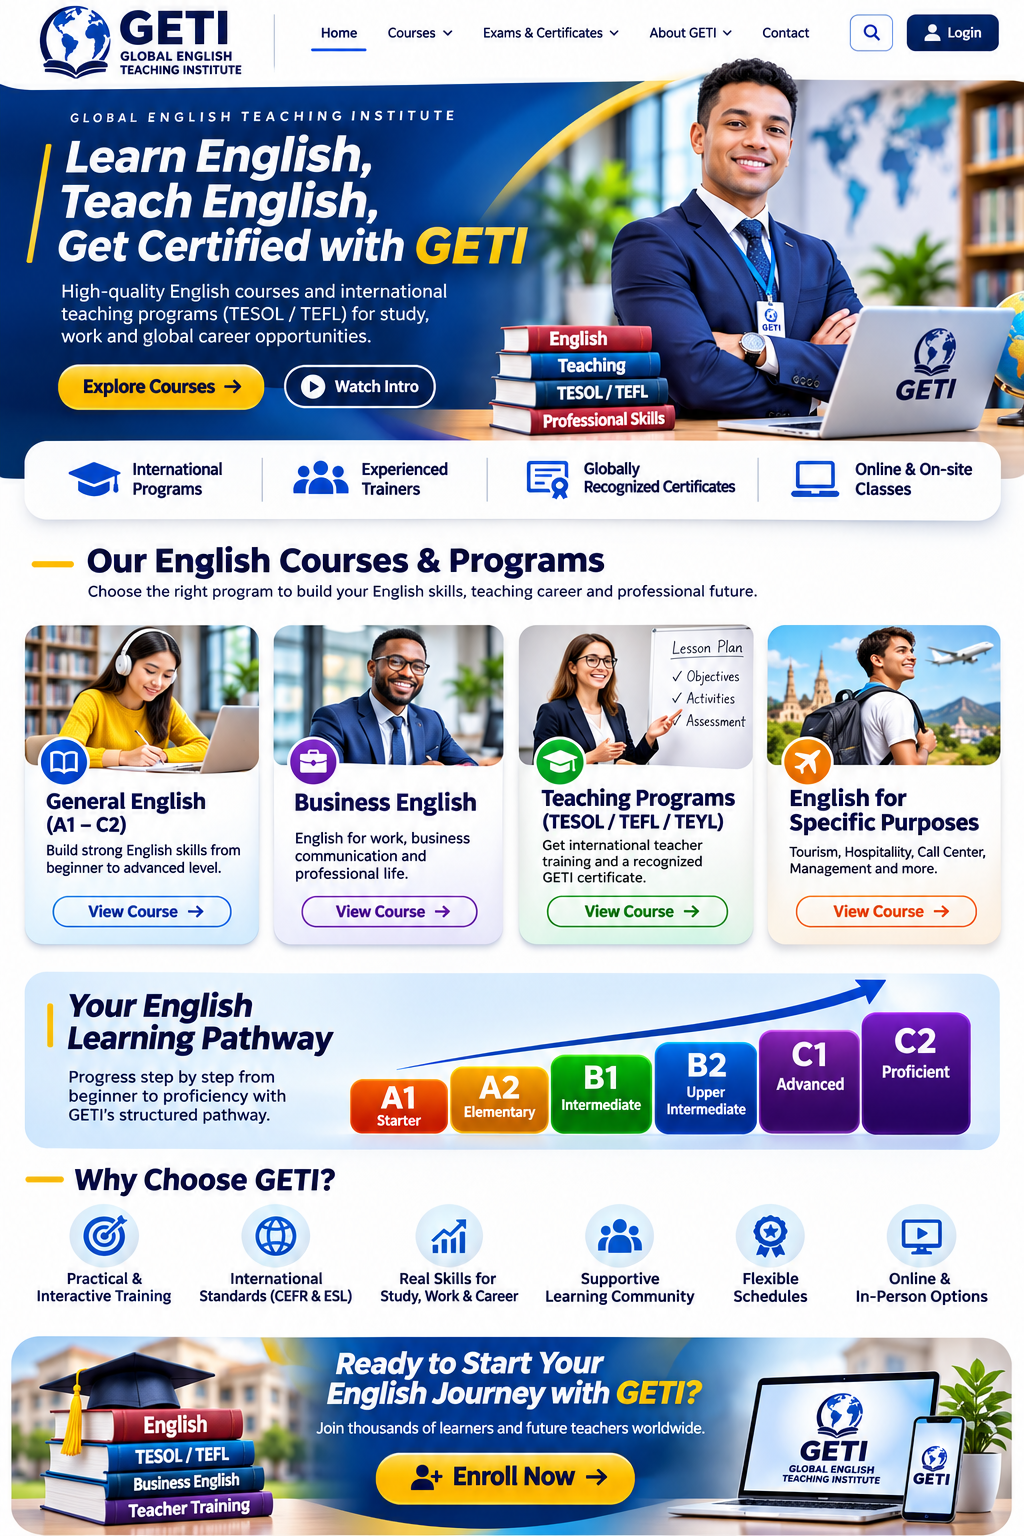 GETI
GLOBAL ENGLISH
TEACHING INSTITUTE
Home
Courses
Exams & Certificates
About GETI
Contact
Login
GLOBAL ENGLISH TEACHING INSTITUTE
Learn English,
Teach English,
Get Certified with GETI
High-quality English courses and international
teaching programs (TESOL / TEFL) for study,
work and global career opportunities.
Explore Courses →
Watch Intro
English
Teaching
TESOL / TEFL
Professional Skills
GETI
GETI
International
Programs
Experienced
Trainers
Globally
Recognized Certificates
Online & On-site
Classes
Our English Courses & Programs
Choose the right program to build your English skills, teaching career and professional future.
General English
(A1 – C2)
Build strong English skills from
beginner to advanced level.
View Course →
Business English
English for work, business
communication and
professional life.
View Course →
Lesson Plan
✓ Objectives
✓ Activities
✓ Assessment
Teaching Programs
(TESOL / TEFL / TEYL)
Get international teacher
training and a recognized
GETI certificate.
View Course →
English for
Specific Purposes
Tourism, Hospitallity, Call Center,
Management and more.
View Course →
Your English
Learning Pathway
Progress step by step from
beginner to proficiency with
GETI's structured pathway.
A1
Starter
A2
Elementary
B1
Intermediate
B2
Upper
Intermediate
C1
Advanced
C2
Proficient
Why Choose GETI?
Practical &
Interactive Training
International
Standards (CEFR & ESL)
Real Skills for
Study, Work & Career
Supportive
Learning Community
Flexible
Schedules
Online &
In-Person Options
English
TESOL / TEFL
Business English
Teacher Training
Ready to Start Your
English Journey with GETI?
Join thousands of learners and future teachers worldwide.
Enroll Now →
GETI
GLOBAL ENGLISH
TEACHING INSTITUTE
GETI